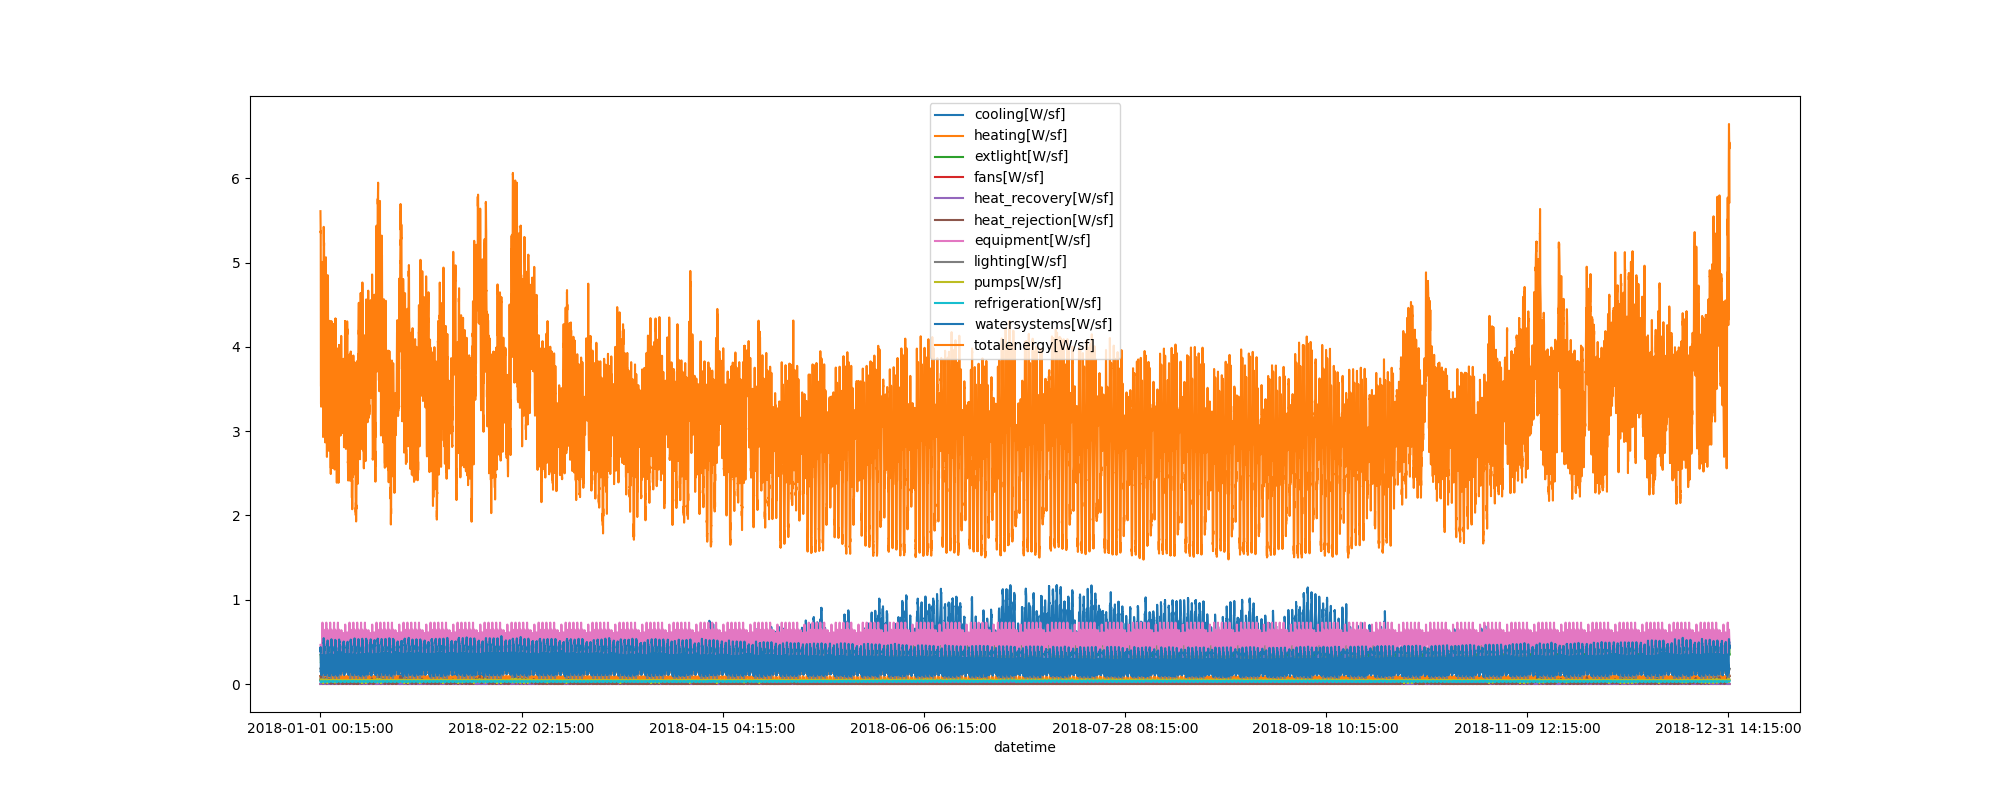 cooling[W/sf]
heating[W/sf]
extlight[W/sf]
fans[W/sf]
heat_recovery[W/sf]
heat_rejection[W/sf]
equipment[W/sf]
lighting[W/sf]
pumps[W/sf]
refrigeration[W/sf]
watersystems[W/sf]
totalenergy[W/sf]
6
5
4
3
2
1
0
2018-01-01 00:15:00 2018-02-22 02:15:00 2018-04-15 04:15:00 2018-06-06 06:15:00 2018-07-28 08:15:00 2018-09-18 10:15:00 2018-11-09 12:15:00 2018-12-31 14:15:00
datetime